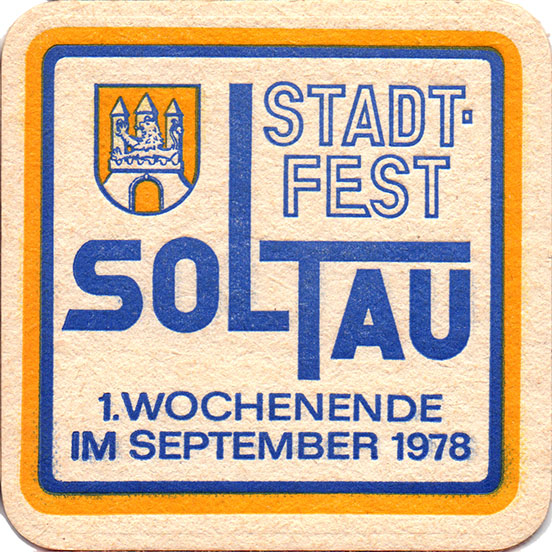 STADT-
FEST
SOLTAU
1. WOCHENENDE
IM SEPTEMBER 1978